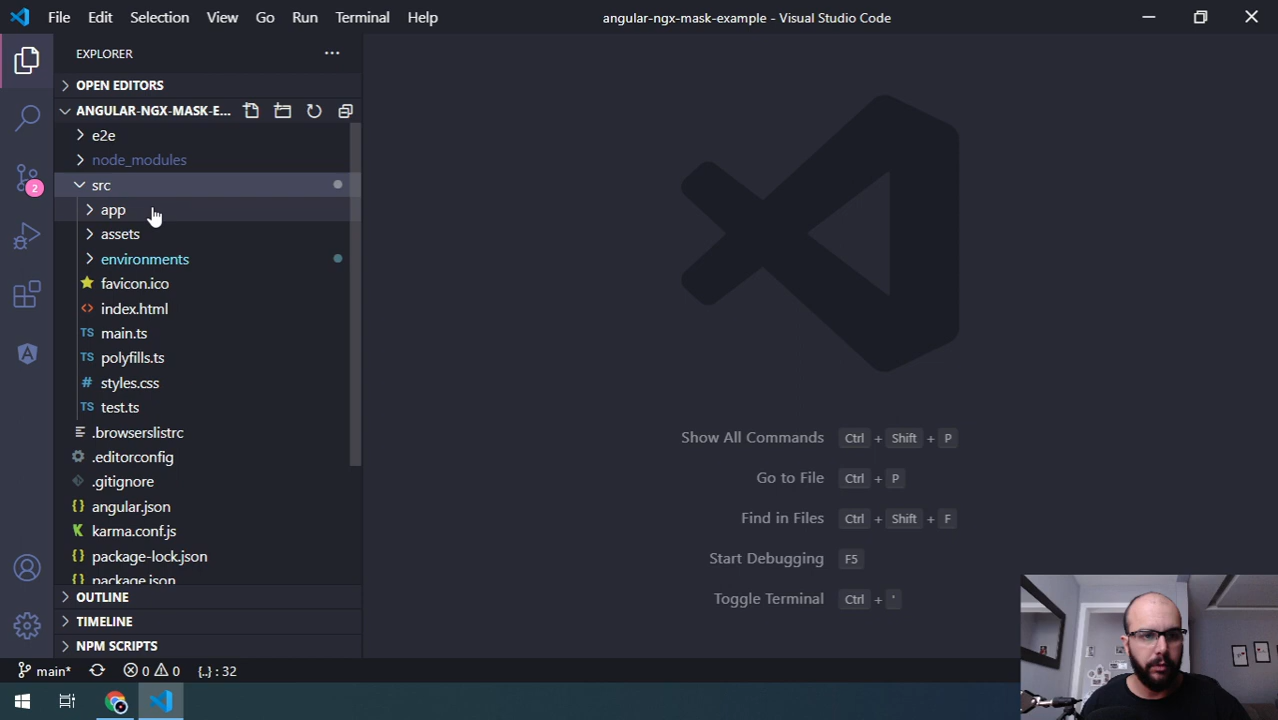 File Edit Selection View Go Run Terminal Help
angular-ngx-mask-example - Visual Studio Code
EXPLORER
OPEN EDITORS
ANGULAR-NGX-MASK-E...
e2e
node_modules
src
app
assets
environments
favicon.ico
<> index.html
TS main.ts
TS polyfills.ts
# styles.css
TS test.ts
.browserslistrc
.editorconfig
.gitignore
{} angular.json
karma.conf.js
{} package-lock.json
{} package.json
OUTLINE
TIMELINE
NPM SCRIPTS
2
Show All Commands Ctrl + Shift + P
Go to File Ctrl + P
Find in Files Ctrl + Shift + F
Start Debugging F5
Toggle Terminal Ctrl + '
main* 0 0 {..} : 32